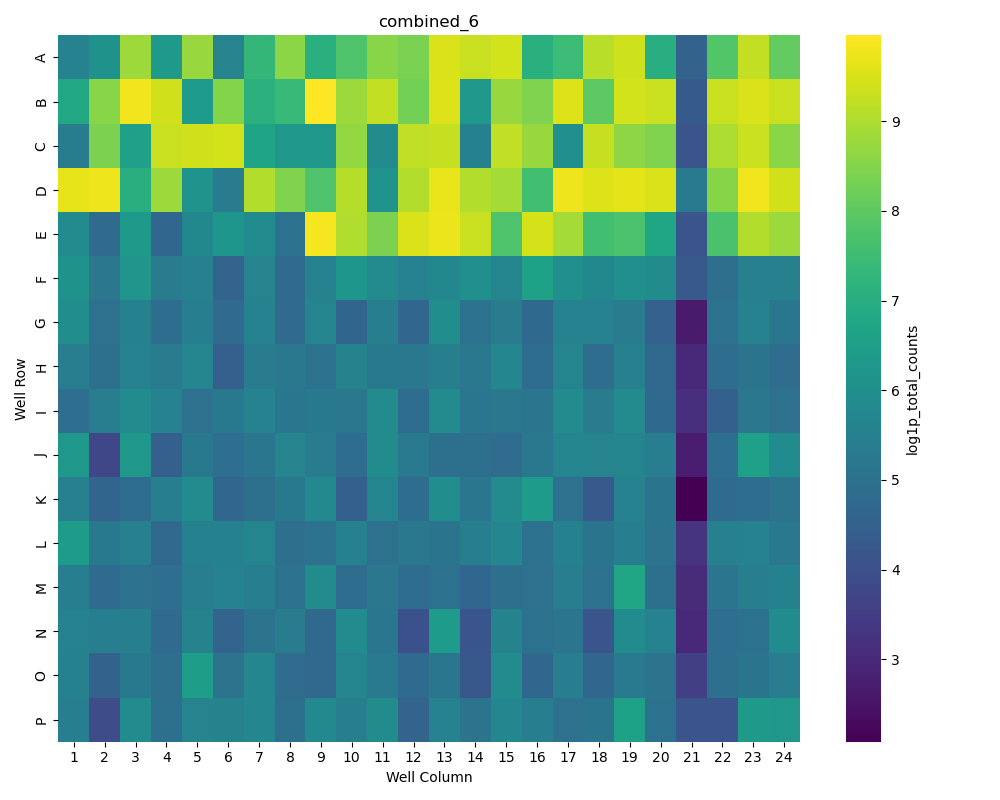 combined_6
A
B
C
D
E
F
G
H
I
J
K
L
M
N
O
P
Well Row
1 2 3 4 5 6 7 8 9 10 11 12 13 14 15 16 17 18 19 20 21 22 23 24
Well Column
9
8
7
6
5
4
3
log1p_total_counts